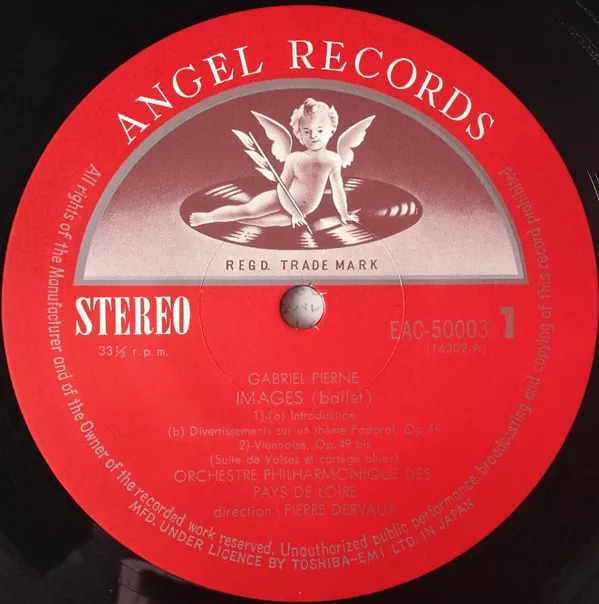 ANGEL RECORDS
REGD. TRADE MARK
STEREO
33⅓ r.p.m.
EAC-50003 1
(14302-A)
GABRIEL PIERNE
IMAGES (ballet)
1)-(a) Introduction
(b) Divertissements sur un thème Pastoral, Op. 49
2)-Viennoise, Op. 49 bis
(Suite de Valses et cortège blues)
ORCHESTRE PHILHARMONIQUE DES
PAYS DE LOIRE
direction : PIERRE DERVAUX
All rights of the Manufacturer and of the Owner of the recorded work reserved. Unauthorized public performance, broadcasting and copying of this record prohibited
MFD. UNDER LICENCE BY TOSHIBA-EMI LTD. IN JAPAN